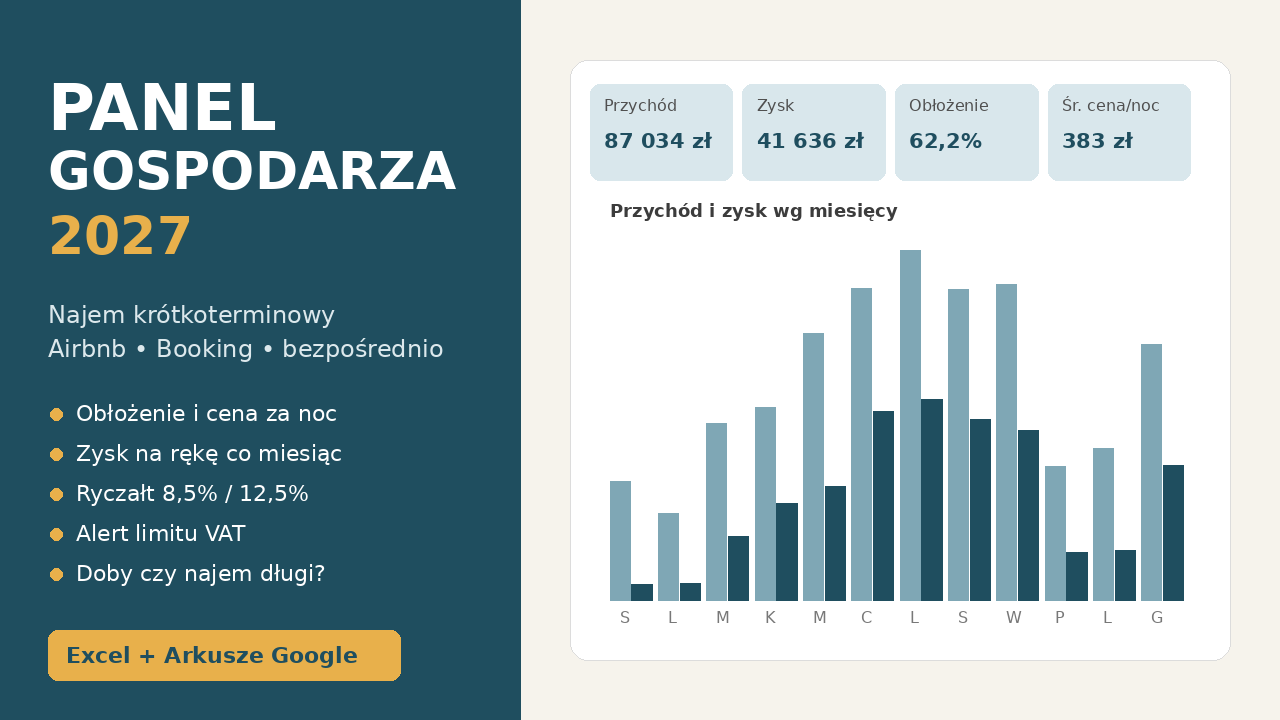 PANEL
GOSPODARZA
2027
Najem krótkoterminowy
Airbnb • Booking • bezpośrednio
Obłożenie i cena za noc
Zysk na rękę co miesiąc
Ryczałt 8,5% / 12,5%
Alert limitu VAT
Doby czy najem długi?
Excel + Arkusze Google
Przychód
87 034 zł
Zysk
41 636 zł
Obłożenie
62,2%
Śr. cena/noc
383 zł
Przychód i zysk wg miesięcy
S L M K M C L S W P L G